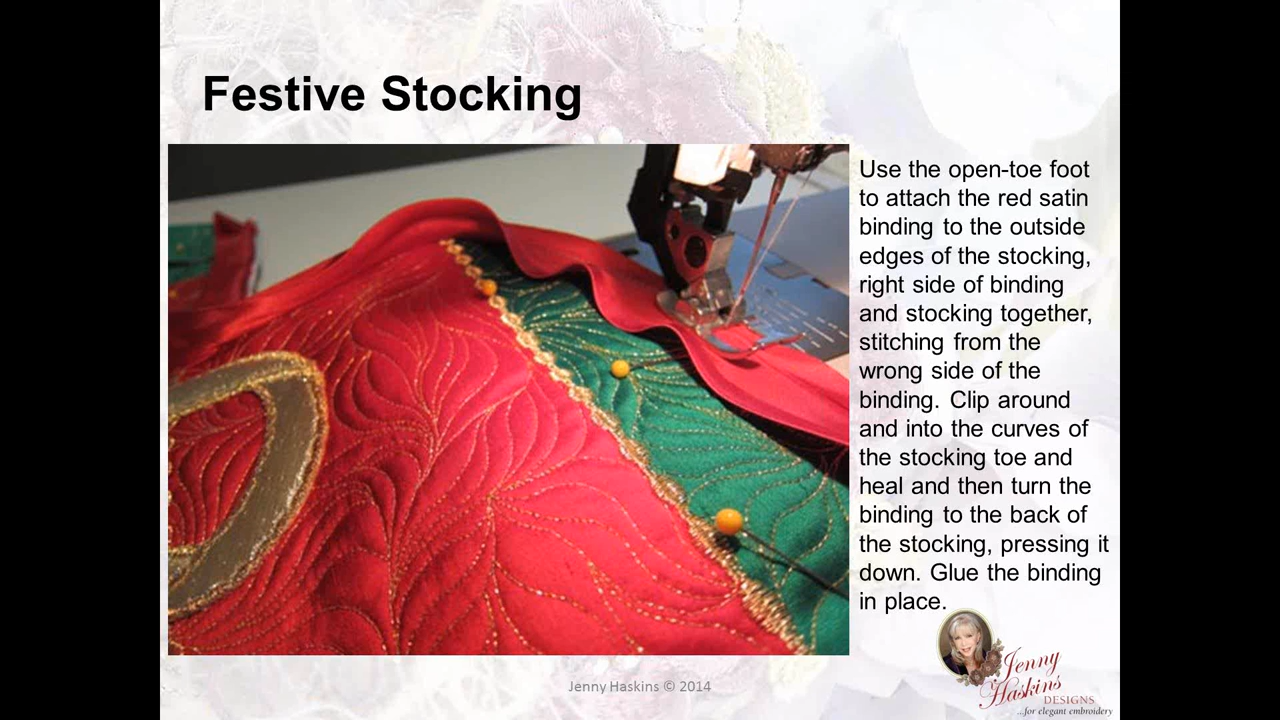 Festive Stocking
Use the open-toe foot
to attach the red satin
binding to the outside
edges of the stocking,
right side of binding
and stocking together,
stitching from the
wrong side of the
binding. Clip around
and into the curves of
the stocking toe and
heal and then turn the
binding to the back of
the stocking, pressing it
down. Glue the binding
in place.
Jenny
Haskins
DESIGNS
...for elegant embroidery
Jenny Haskins © 2014